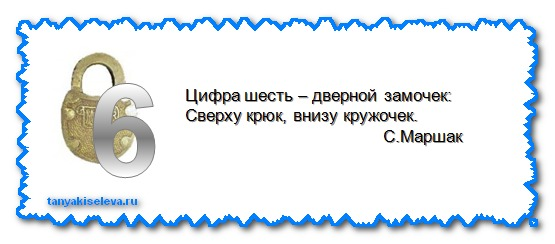 6
Цифра шесть – дверной замочек:
Сверху крюк, внизу кружочек.
С.Маршак
tanyakiseleva.ru